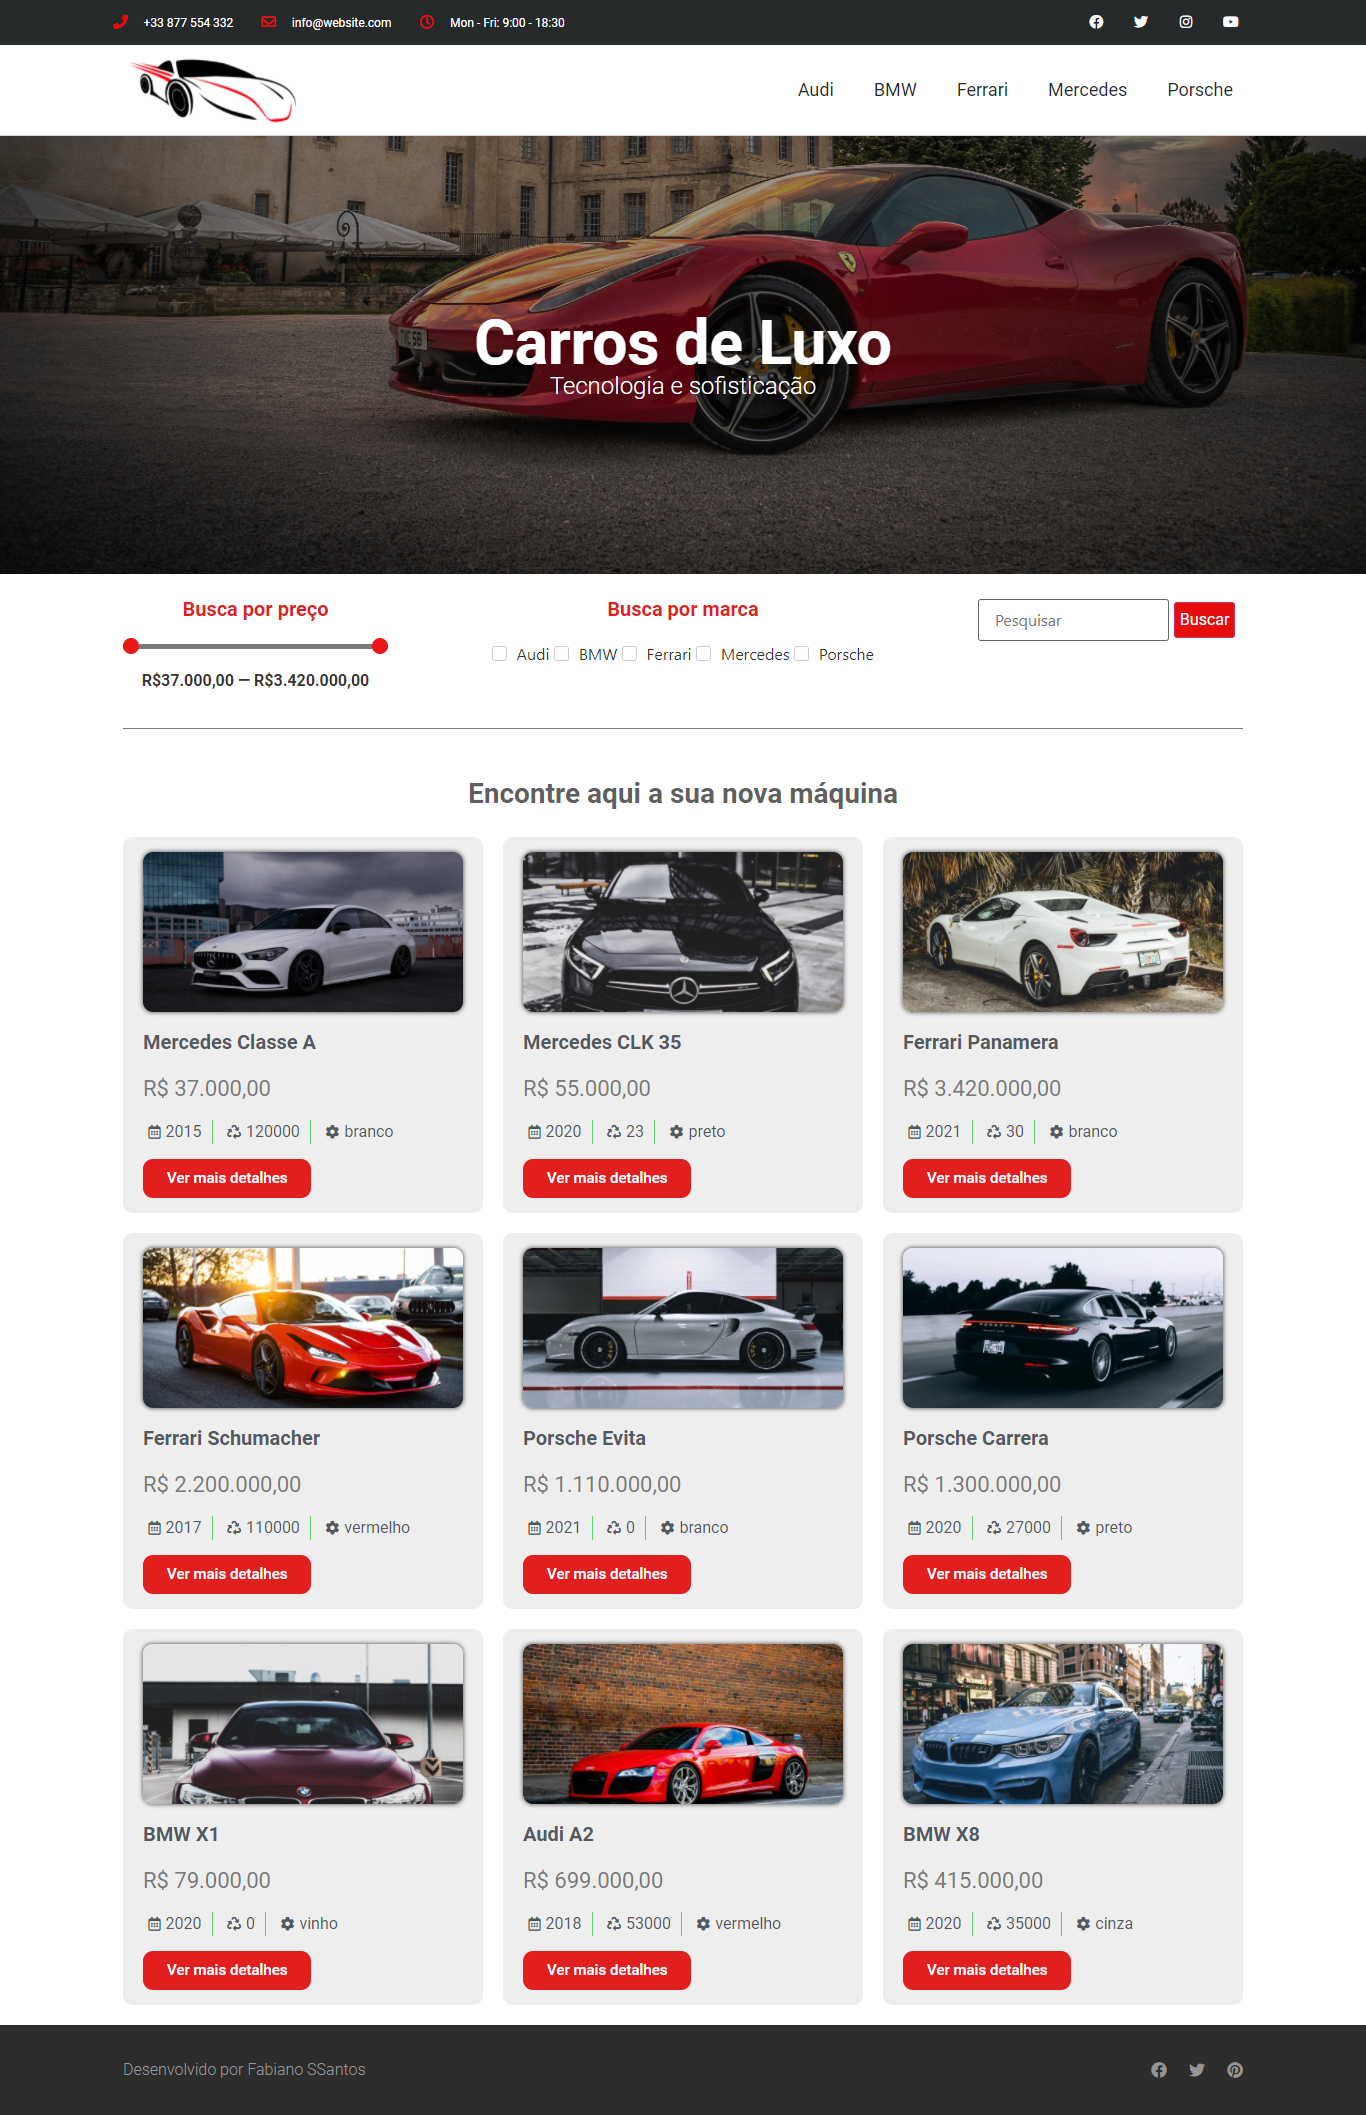 +33 877 554 332 info@website.com Mon - Fri: 9:00 - 18:30
Audi BMW Ferrari Mercedes Porsche
Carros de Luxo
Tecnologia e sofisticação
Busca por preço
R$37.000,00 — R$3.420.000,00
Busca por marca
Audi BMW Ferrari Mercedes Porsche
Pesquisar Buscar
Encontre aqui a sua nova máquina
Mercedes Classe A
R$ 37.000,00
2015 120000 branco
Ver mais detalhes
Mercedes CLK 35
R$ 55.000,00
2020 23 preto
Ver mais detalhes
Ferrari Panamera
R$ 3.420.000,00
2021 30 branco
Ver mais detalhes
Ferrari Schumacher
R$ 2.200.000,00
2017 110000 vermelho
Ver mais detalhes
Porsche Evita
R$ 1.110.000,00
2021 0 branco
Ver mais detalhes
Porsche Carrera
R$ 1.300.000,00
2020 27000 preto
Ver mais detalhes
BMW X1
R$ 79.000,00
2020 0 vinho
Ver mais detalhes
Audi A2
R$ 699.000,00
2018 53000 vermelho
Ver mais detalhes
BMW X8
R$ 415.000,00
2020 35000 cinza
Ver mais detalhes
Desenvolvido por Fabiano SSantos